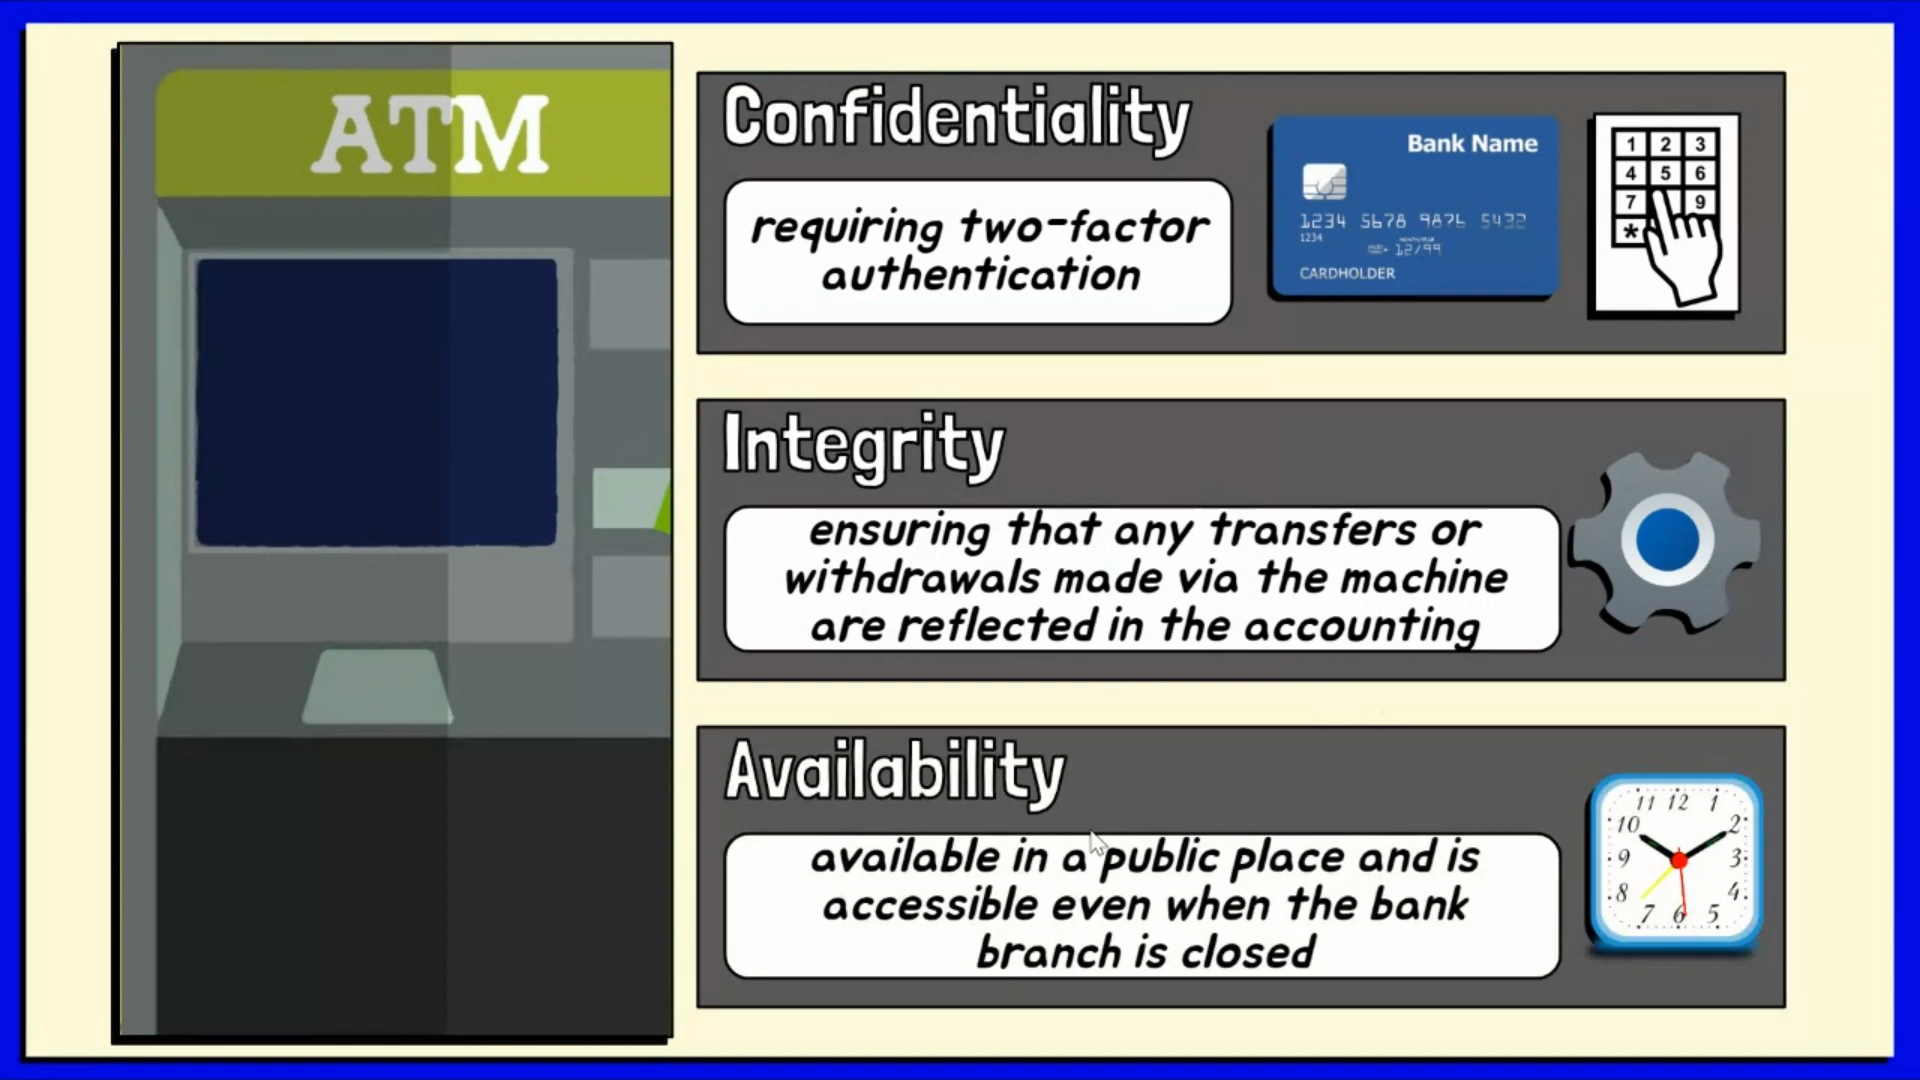 ATM
Confidentiality
requiring two-factor
authentication
Bank Name
1234 5678 9876 5432
1234
12/99
CARDHOLDER
1 2 3
4 5 6
7 9
*
Integrity
ensuring that any transfers or
withdrawals made via the machine
are reflected in the accounting
Availability
available in a public place and is
accessible even when the bank
branch is closed
11 12 1
10 2
9 3
8 4
7 6 5